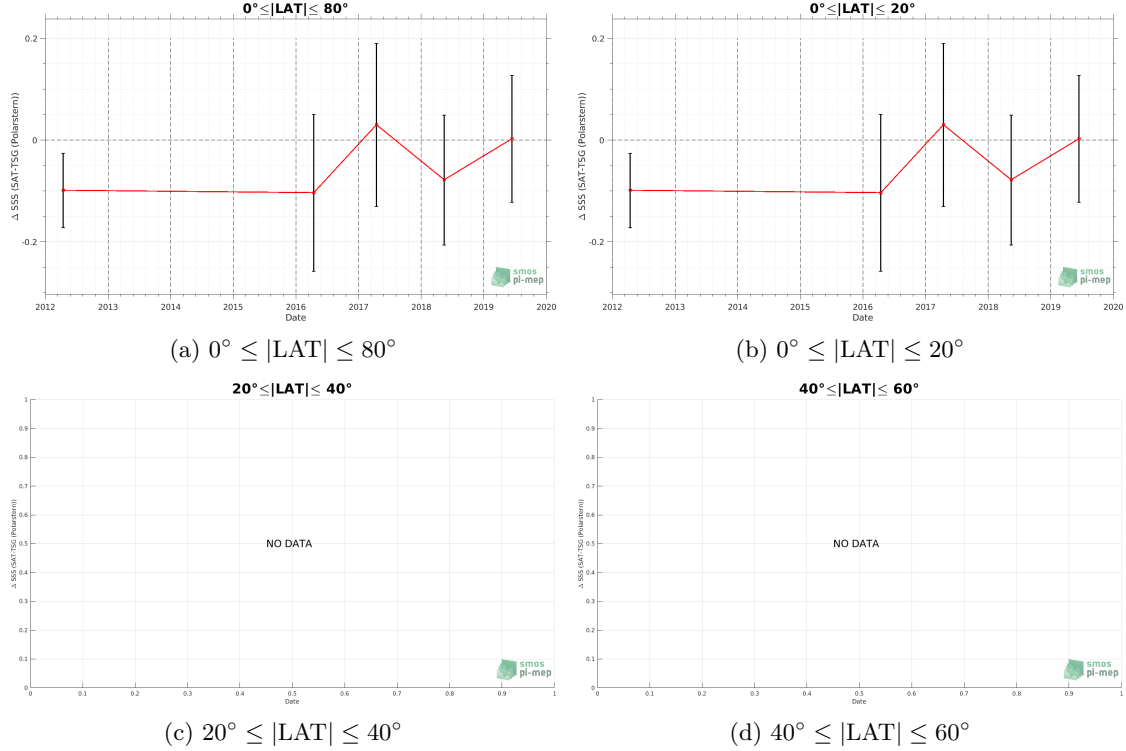 0°≤|LAT|≤ 80°
Δ SSS (SAT-TSG (Polarstern))
0.2
0
-0.2
2012 2013 2014 2015 2016 2017 2018 2019 2020
Date
smos
pi-mep
(a) 0° ≤ |LAT| ≤ 80°
0°≤|LAT|≤ 20°
Δ SSS (SAT-TSG (Polarstern))
0.2
0
-0.2
2012 2013 2014 2015 2016 2017 2018 2019 2020
Date
smos
pi-mep
(b) 0° ≤ |LAT| ≤ 20°
20°≤|LAT|≤ 40°
Δ SSS (SAT-TSG (Polarstern))
1
0.9
0.8
0.7
0.6
0.5
0.4
0.3
0.2
0.1
0
NO DATA
0 0.1 0.2 0.3 0.4 0.5 0.6 0.7 0.8 0.9 1
Date
smos
pi-mep
(c) 20° ≤ |LAT| ≤ 40°
40°≤|LAT|≤ 60°
Δ SSS (SAT-TSG (Polarstern))
1
0.9
0.8
0.7
0.6
0.5
0.4
0.3
0.2
0.1
0
NO DATA
0 0.1 0.2 0.3 0.4 0.5 0.6 0.7 0.8 0.9 1
Date
smos
pi-mep
(d) 40° ≤ |LAT| ≤ 60°